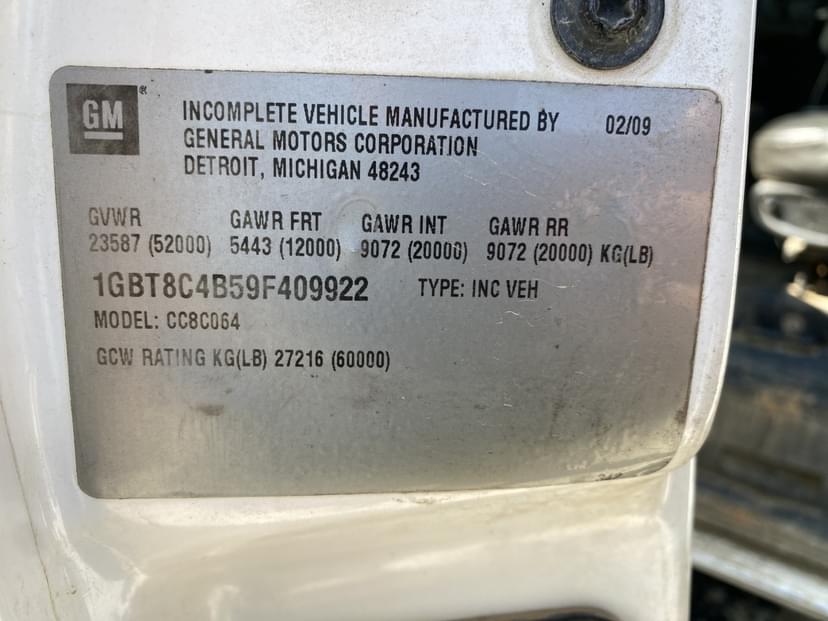 GM ®
INCOMPLETE VEHICLE MANUFACTURED BY 02/09
GENERAL MOTORS CORPORATION
DETROIT, MICHIGAN 48243
GVWR GAWR FRT GAWR INT GAWR RR
23587 (52000) 5443 (12000) 9072 (20000) 9072 (20000) KG(LB)
1GBT8C4B59F409922 TYPE: INC VEH
MODEL: CC8C064
GCW RATING KG(LB) 27216 (60000)